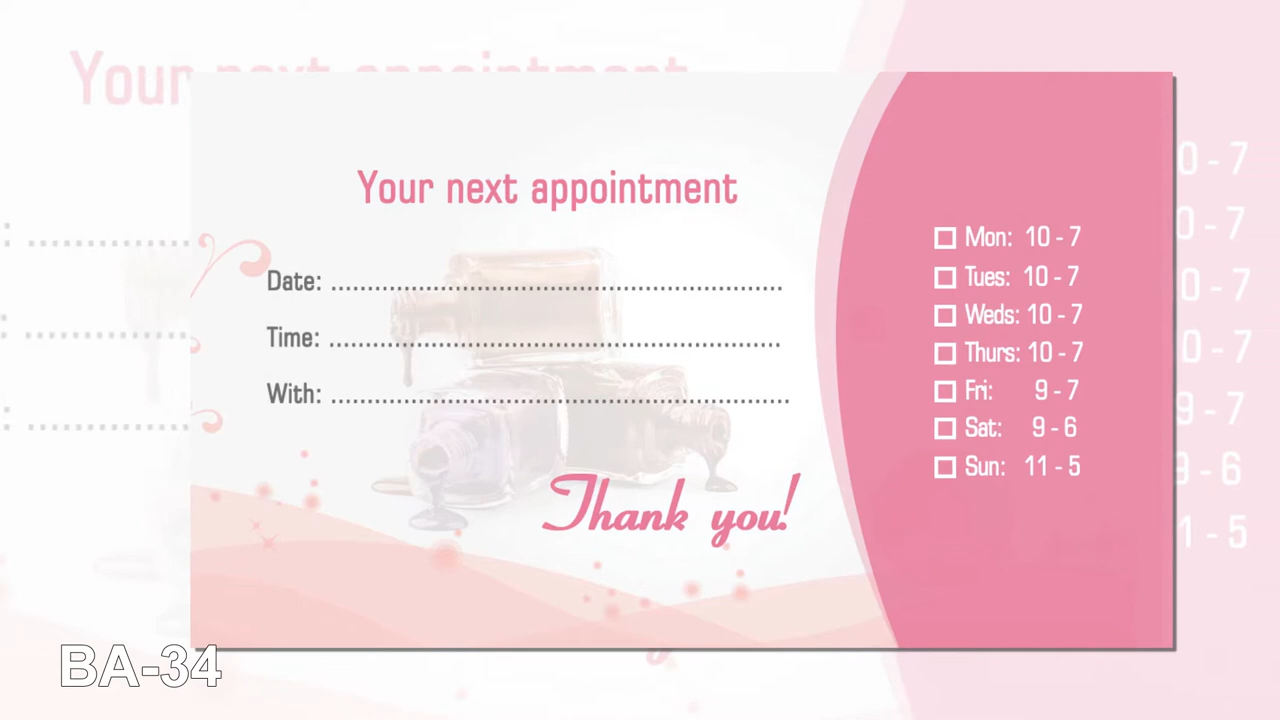 Your next appointment
Date: ..............................................................
Time: ..............................................................
With: ...............................................................
Thank you!
Mon: 10 - 7
Tues: 10 - 7
Weds: 10 - 7
Thurs: 10 - 7
Fri: 9 - 7
Sat: 9 - 6
Sun: 11 - 5
BA-34